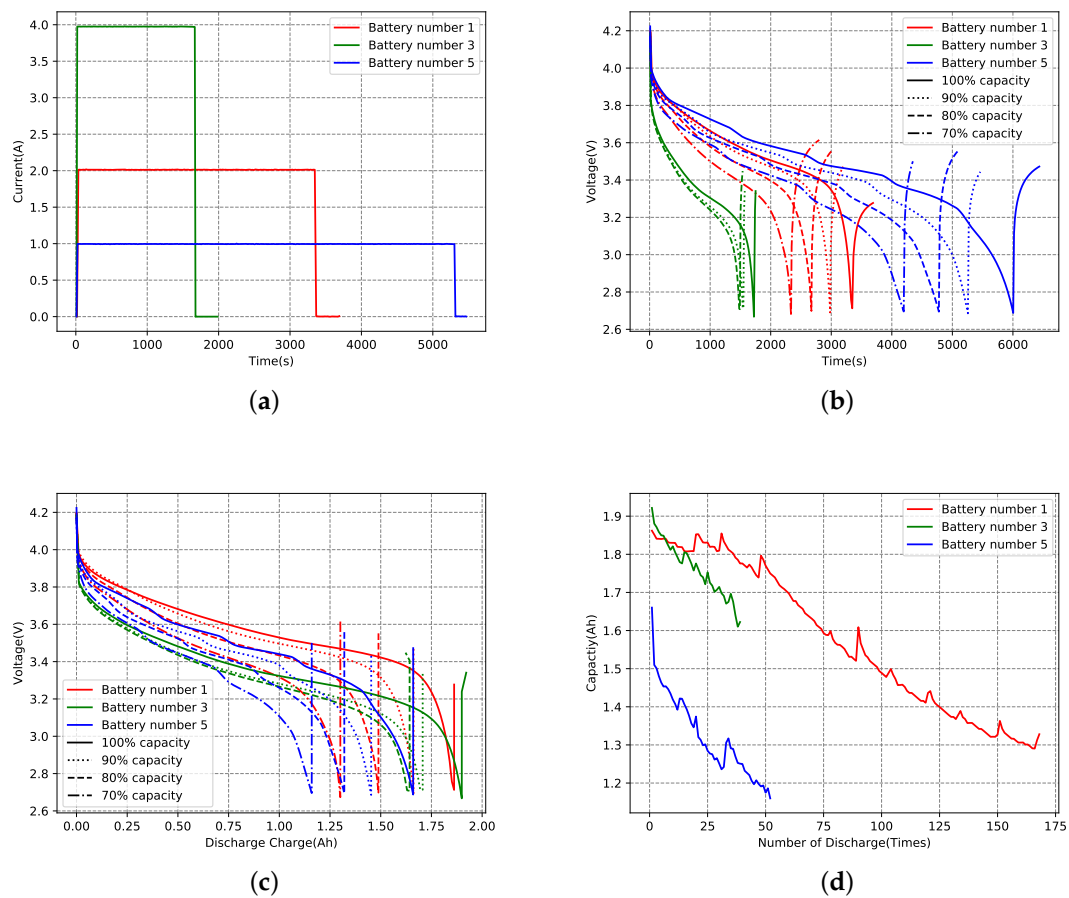 4.0
3.5
3.0
2.5
2.0
1.5
1.0
0.5
0.0
Current(A)
0 1000 2000 3000 4000 5000
Time(s)
Battery number 1
Battery number 3
Battery number 5
(a)
4.2
4.0
3.8
3.6
3.4
3.2
3.0
2.8
2.6
Voltage(V)
0 1000 2000 3000 4000 5000 6000
Time(s)
Battery number 1
Battery number 3
Battery number 5
100% capacity
90% capacity
80% capacity
70% capacity
(b)
4.2
4.0
3.8
3.6
3.4
3.2
3.0
2.8
2.6
Voltage(V)
Battery number 1
Battery number 3
Battery number 5
100% capacity
90% capacity
80% capacity
70% capacity
0.00 0.25 0.50 0.75 1.00 1.25 1.50 1.75 2.00
Discharge Charge(Ah)
(c)
1.9
1.8
1.7
1.6
1.5
1.4
1.3
1.2
Capactiy(Ah)
Battery number 1
Battery number 3
Battery number 5
0 25 50 75 100 125 150 175
Number of Discharge(Times)
(d)